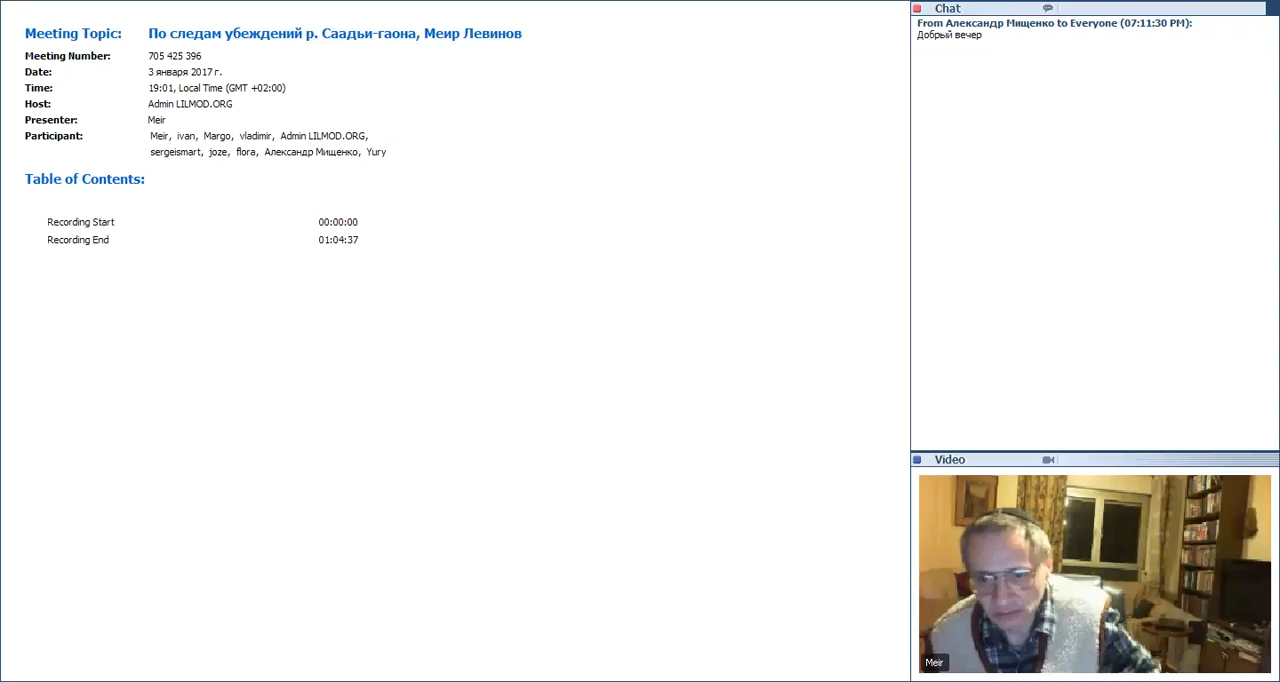 Meeting Topic: По следам убеждений р. Саадьи-гаона, Меир Левинов
Meeting Number: 705 425 396
Date: 3 января 2017 г.
Time: 19:01, Local Time (GMT +02:00)
Host: Admin LILMOD.ORG
Presenter: Meir
Participant: Meir, ivan, Margo, vladimir, Admin LILMOD.ORG,
sergeismart, joze, flora, Александр Мищенко, Yury
Table of Contents:
Recording Start 00:00:00
Recording End 01:04:37
Chat
From Александр Мищенко to Everyone (07:11:30 PM):
Добрый вечер
Video
Meir